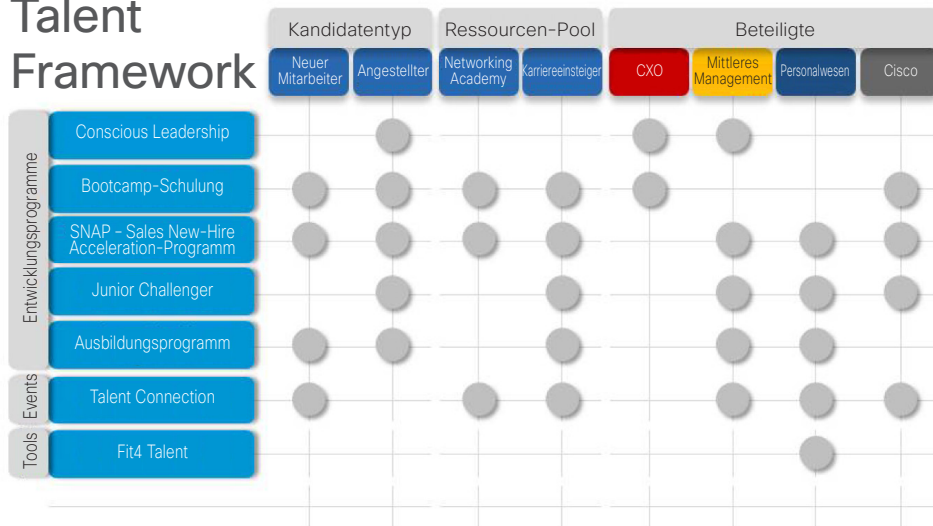 Talent
Framework
Kandidatentyp
Ressourcen-Pool
Beteiligte
Neuer
Mitarbeiter
Angestellter
Networking
Academy
Karriereeinsteiger
CXO
Mittleres
Management
Personalwesen
Cisco
Entwicklungsprogramme
Conscious Leadership
Bootcamp-Schulung
SNAP - Sales New-Hire
Acceleration-Programm
Junior Challenger
Ausbildungsprogramm
Events
Talent Connection
Tools
Fit4 Talent